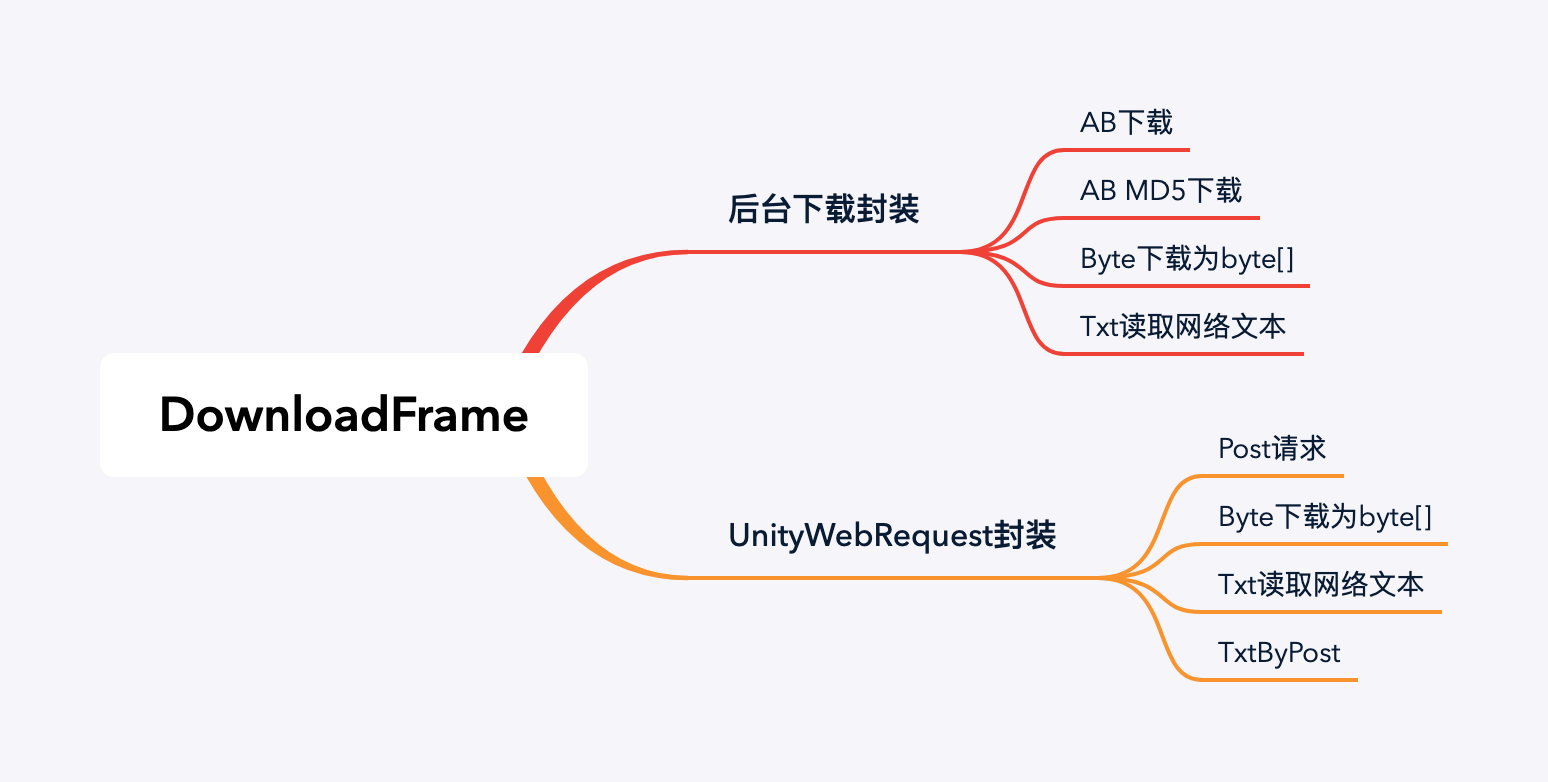 DownloadFrame
后台下载封装
AB下载
AB MD5下载
Byte下载为byte[]
Txt读取网络文本
UnityWebRequest封装
Post请求
Byte下载为byte[]
Txt读取网络文本
TxtByPost